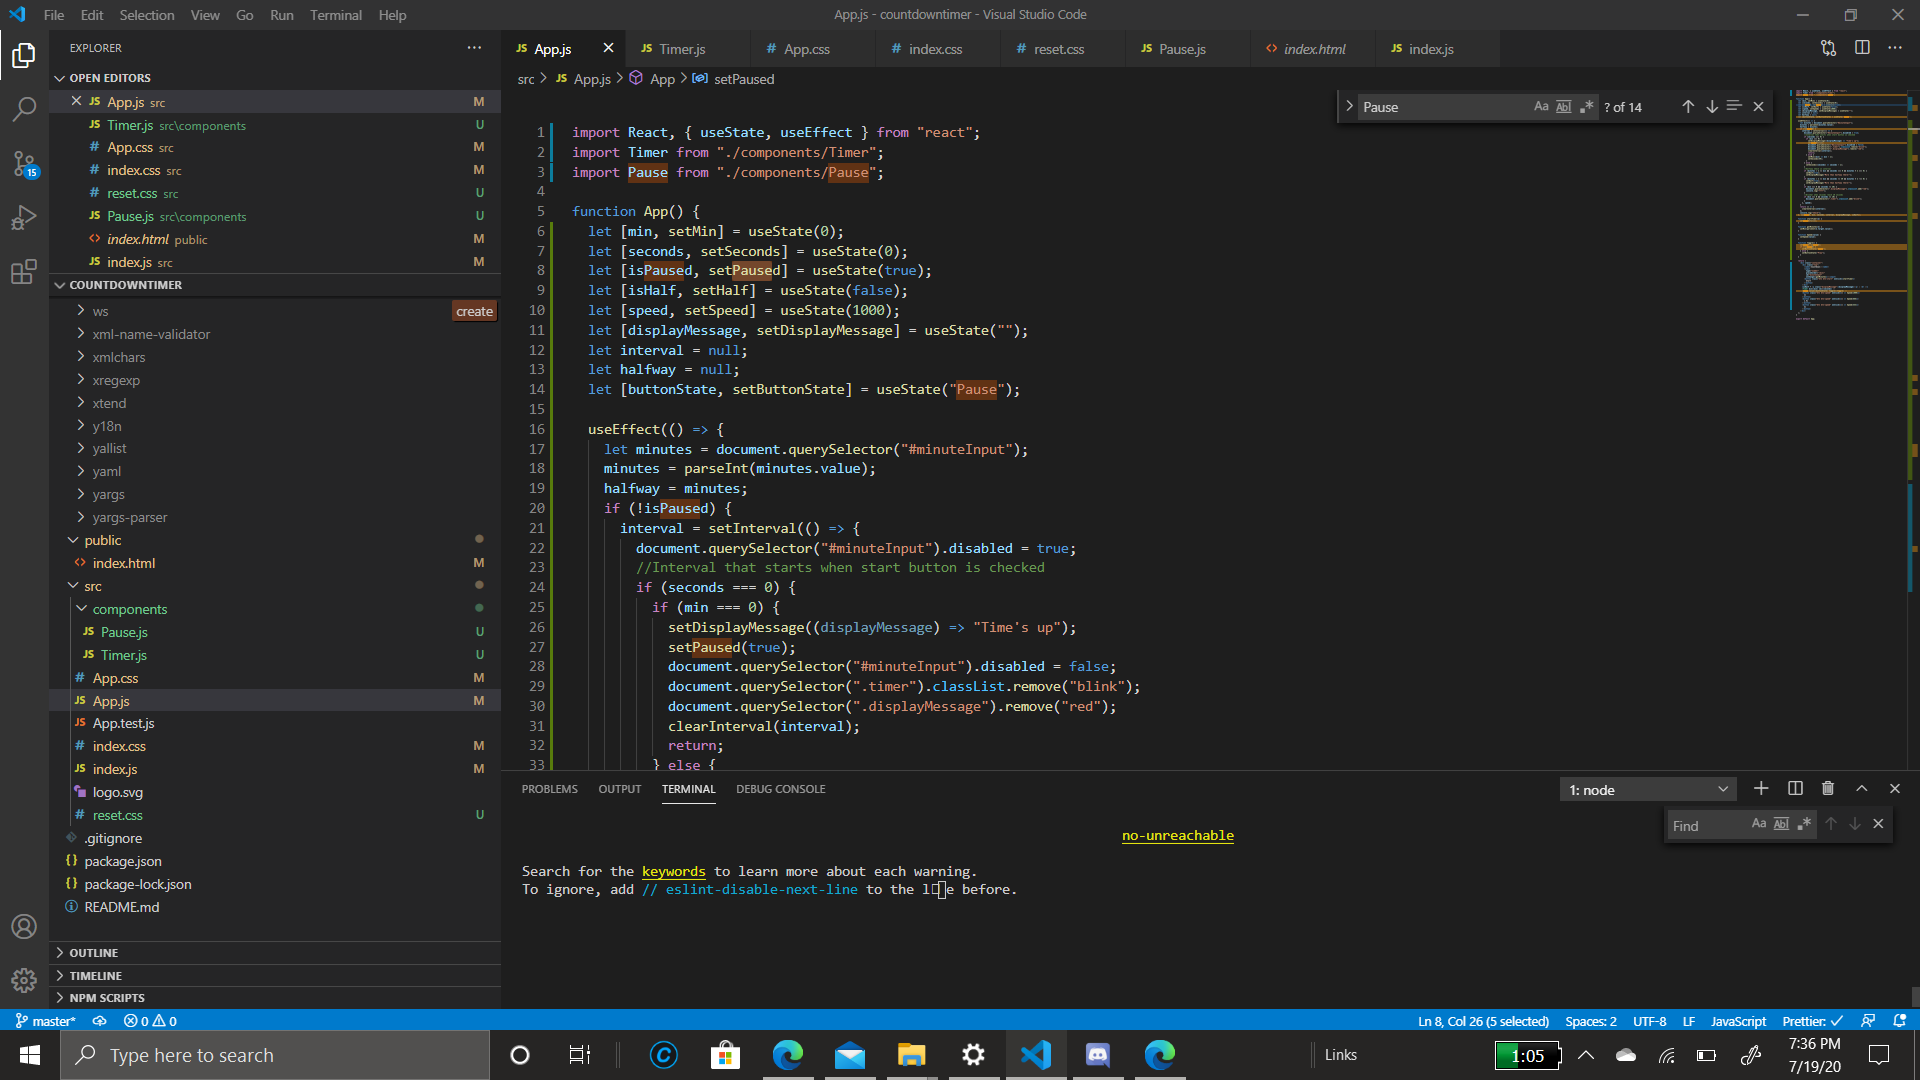 File Edit Selection View Go Run Terminal Help
App.js - countdowntimer - Visual Studio Code
EXPLORER
OPEN EDITORS
App.js src M
Timer.js src\components U
App.css src M
index.css src M
reset.css src U
Pause.js src\components U
index.html public M
index.js src M
15
COUNTDOWNTIMER
ws
create
xml-name-validator
xmlchars
xregexp
xtend
y18n
yallist
yaml
yargs
yargs-parser
public
index.html M
src
components
Pause.js U
Timer.js U
App.css M
App.js M
App.test.js
index.css M
index.js M
logo.svg
reset.css U
.gitignore
package.json
package-lock.json
README.md
OUTLINE
TIMELINE
NPM SCRIPTS
App.js Timer.js App.css index.css reset.css Pause.js index.html index.js
src > App.js > App > setPaused
Pause Aa Abl .* ? of 14
1 import React, { useState, useEffect } from "react";
2 import Timer from "./components/Timer";
3 import Pause from "./components/Pause";
4
5 function App() {
6 let [min, setMin] = useState(0);
7 let [seconds, setSeconds] = useState(0);
8 let [isPaused, setPaused] = useState(true);
9 let [isHalf, setHalf] = useState(false);
10 let [speed, setSpeed] = useState(1000);
11 let [displayMessage, setDisplayMessage] = useState("");
12 let interval = null;
13 let halfway = null;
14 let [buttonState, setButtonState] = useState("Pause");
15
16 useEffect(() => {
17 let minutes = document.querySelector("#minuteInput");
18 minutes = parseInt(minutes.value);
19 halfway = minutes;
20 if (!isPaused) {
21 interval = setInterval(() => {
22 document.querySelector("#minuteInput").disabled = true;
23 //Interval that starts when start button is checked
24 if (seconds === 0) {
25 if (min === 0) {
26 setDisplayMessage((displayMessage) => "Time's up");
27 setPaused(true);
28 document.querySelector("#minuteInput").disabled = false;
29 document.querySelector(".timer").classList.remove("blink");
30 document.querySelector(".displayMessage").remove("red");
31 clearInterval(interval);
32 return;
33 } else {
PROBLEMS OUTPUT TERMINAL DEBUG CONSOLE
1: node
Find Aa Abl .*
no-unreachable
Search for the keywords to learn more about each warning.
To ignore, add // eslint-disable-next-line to the l e before.
master* 0 0
Ln 8, Col 26 (5 selected) Spaces: 2 UTF-8 LF JavaScript Prettier: ✓
Type here to search
Links
1:05
7:36 PM
7/19/20